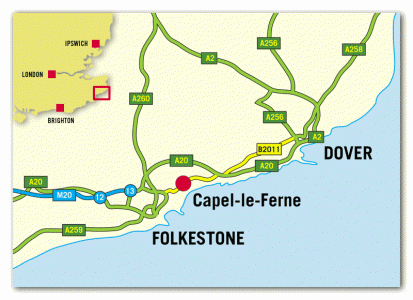 IPSWICH
LONDON
BRIGHTON
A256
A2
A258
A260
A256
B2011
A2
A20
A20
DOVER
A20
M20
12
13
Capel-le-Ferne
A259
FOLKESTONE